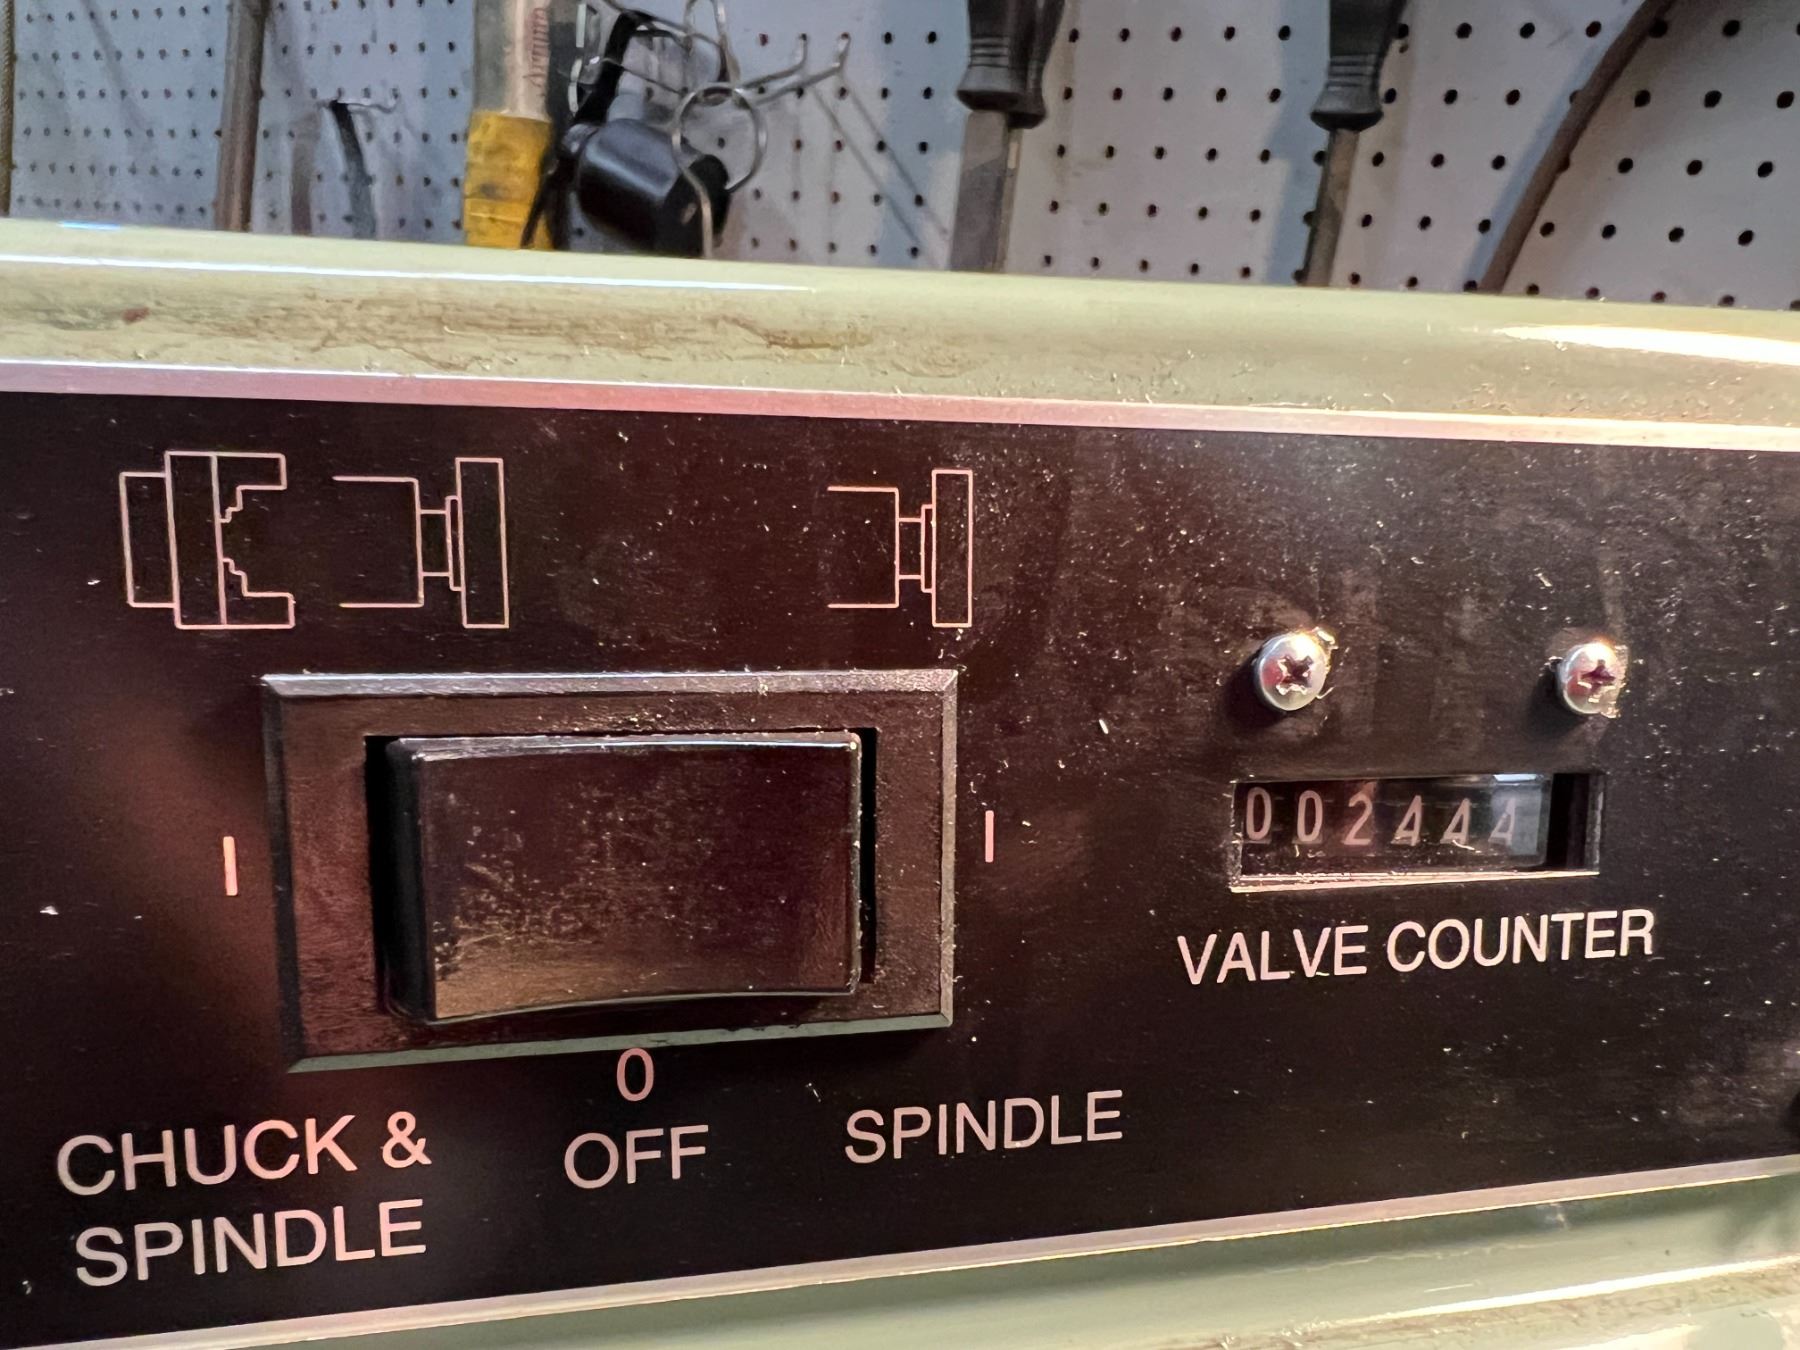 I
I
002444
VALVE COUNTER
0
CHUCK & OFF SPINDLE
SPINDLE